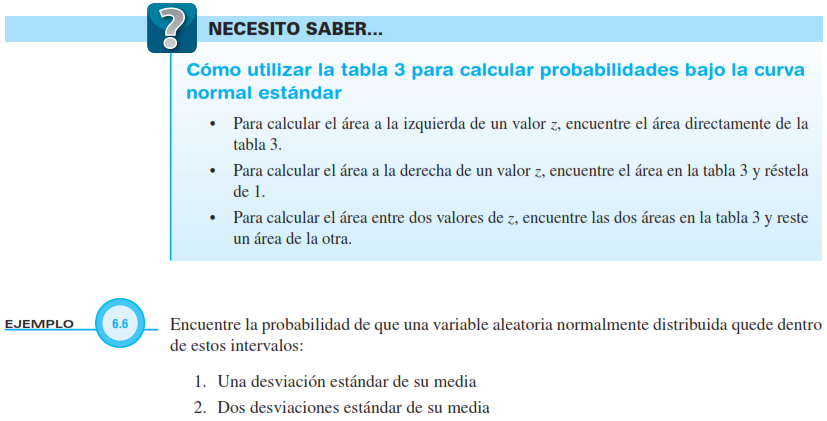 ?
NECESITO SABER...
Cómo utilizar la tabla 3 para calcular probabilidades bajo la curva
normal estándar
• Para calcular el área a la izquierda de un valor z, encuentre el área directamente de la
tabla 3.
• Para calcular el área a la derecha de un valor z, encuentre el área en la tabla 3 y réstela
de 1.
• Para calcular el área entre dos valores de z, encuentre las dos áreas en la tabla 3 y reste
un área de la otra.
EJEMPLO 6.6 Encuentre la probabilidad de que una variable aleatoria normalmente distribuida quede dentro
de estos intervalos:
1. Una desviación estándar de su media
2. Dos desviaciones estándar de su media